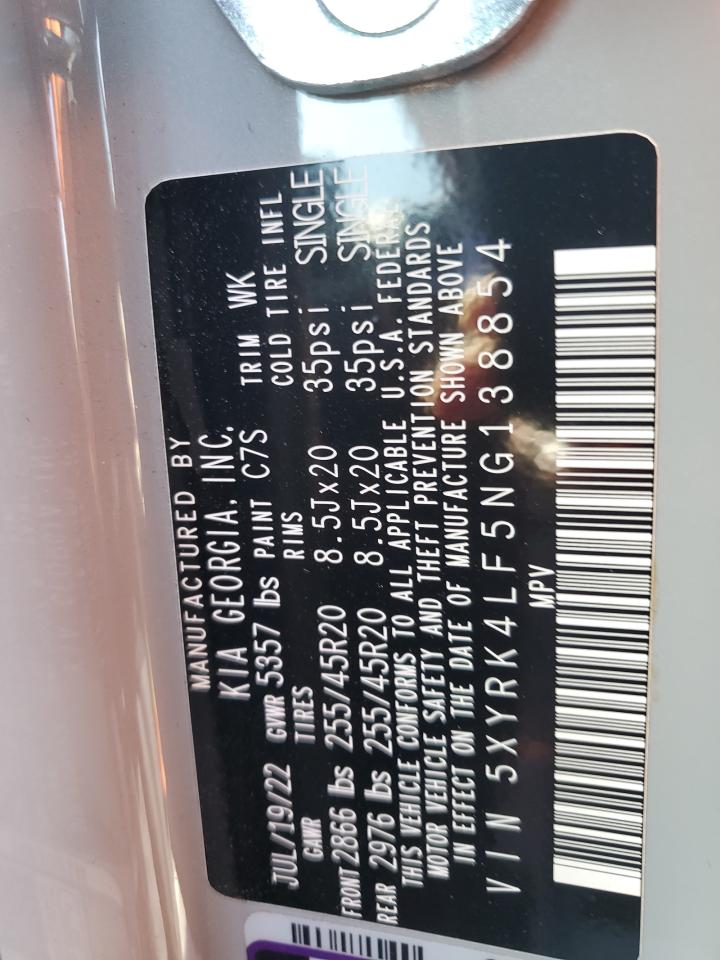 MANUFACTURED BY
KIA GEORGIA, INC.
JUL/19/22 GVWR 5357 lbs PAINT C7S TRIM WK
GAWR TIRES RIMS COLD TIRE INFL
FRONT 2866 lbs 255/45R20 8.5Jx20 35psi SINGLE
REAR 2976 lbs 255/45R20 8.5Jx20 35psi SINGLE
THIS VEHICLE CONFORMS TO ALL APPLICABLE U.S.A. FEDERAL
MOTOR VEHICLE SAFETY AND THEFT PREVENTION STANDARDS
IN EFFECT ON THE DATE OF MANUFACTURE SHOWN ABOVE
VIN 5XYRK4LF5NG138854
MPV